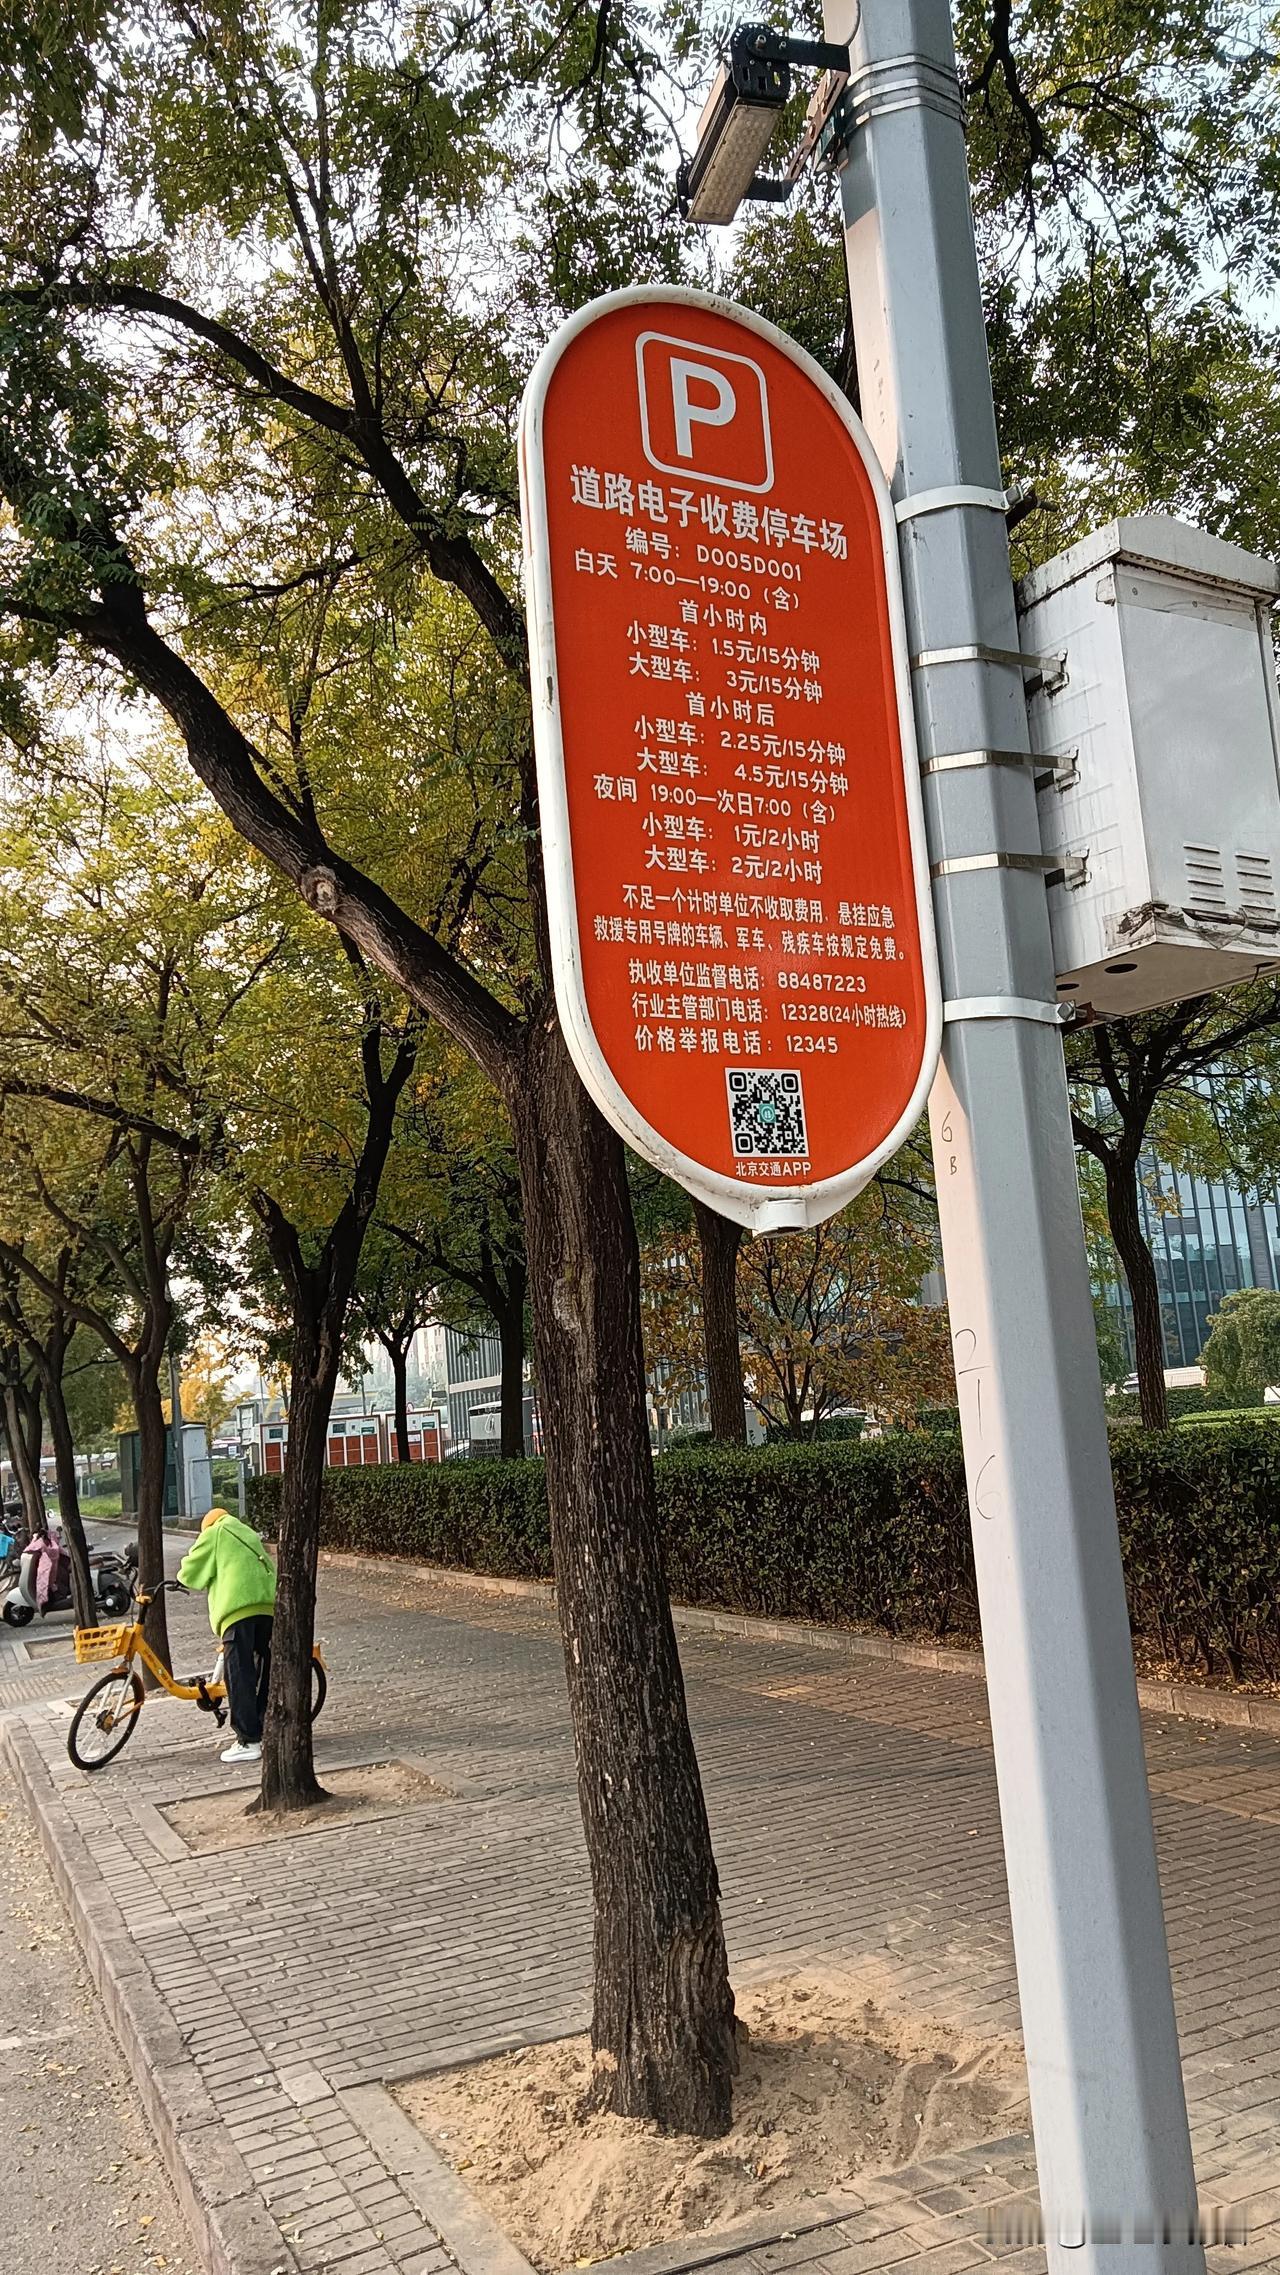 P
道路电子收费停车场
编号：D005D001
白天 7:00—19:00（含）
首小时内
小型车：1.5元/15分钟
大型车： 3元/15分钟
首小时后
小型车：2.25元/15分钟
大型车： 4.5元/15分钟
夜间 19:00—次日7:00（含）
小型车： 1元/2小时
大型车：2元/2小时
不足一个计时单位不收取费用，悬挂应急
救援专用号牌的车辆、军车、残疾车按规定免费。
执收单位监督电话：88487223
行业主管部门电话：12328(24小时热线)
价格举报电话：12345
北京交通APP
6
B
2
1
6